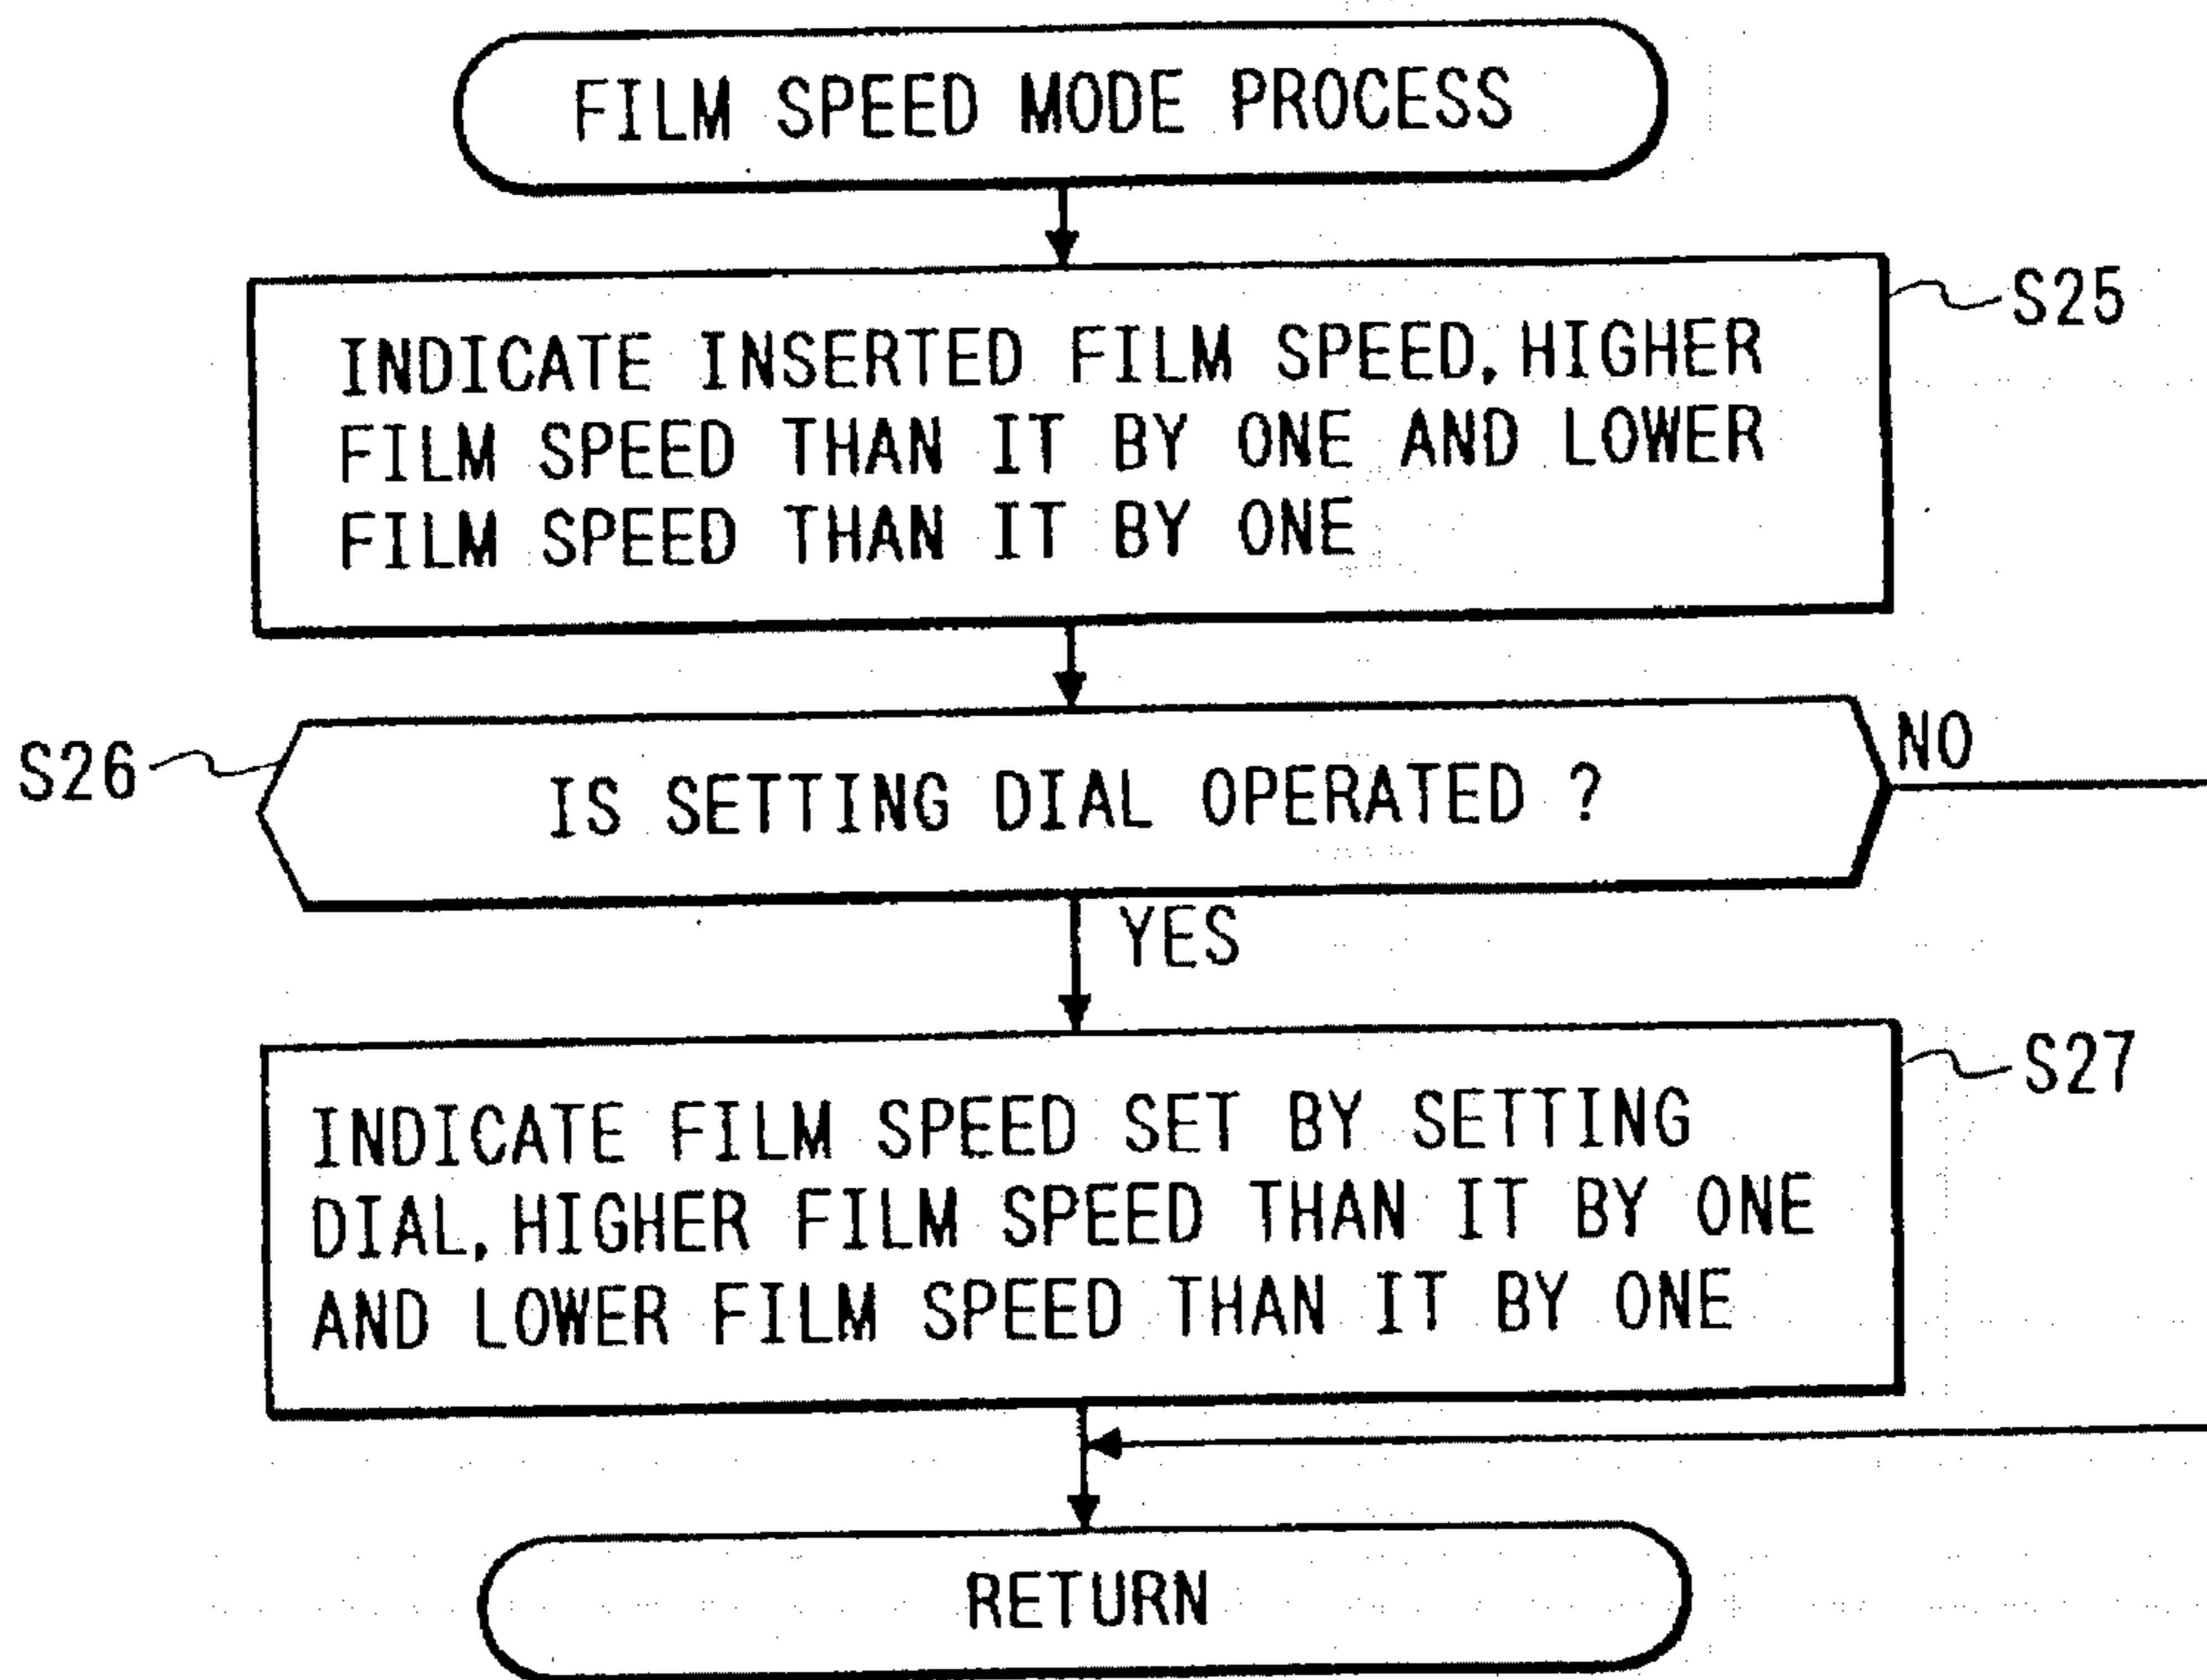 FILM SPEED MODE PROCESS
S25
INDICATE INSERTED FILM SPEED, HIGHER
FILM SPEED THAN IT BY ONE AND LOWER
FILM SPEED THAN IT BY ONE
S26
IS SETTING DIAL OPERATED ?
NO
YES
S27
INDICATE FILM SPEED SET BY SETTING
DIAL, HIGHER FILM SPEED THAN IT BY ONE
AND LOWER FILM SPEED THAN IT BY ONE
RETURN